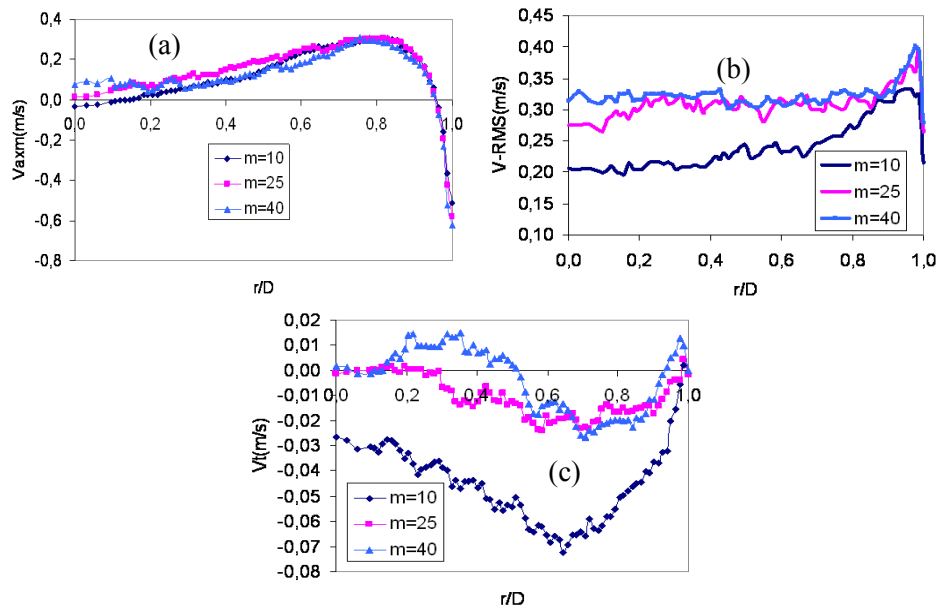 (a)
Vaxm(m/s)
0,4
0,2
0,0
-0,2
-0,4
-0,6
-0,8
0,0
0,2
0,4
0,6
0,8
1,0
m=10
m=25
m=40
r/D
(b)
V-RMS(m/s)
0,45
0,40
0,35
0,30
0,25
0,20
0,15
0,10
0,0
0,2
0,4
0,6
0,8
1,0
m=10
m=25
m=40
r/D
(c)
Vt(m/s)
0,02
0,01
0,00
-0,01
-0,02
-0,03
-0,04
-0,05
-0,06
-0,07
-0,08
0,0
0,2
0,4
0,6
0,8
1,0
m=10
m=25
m=40
r/D